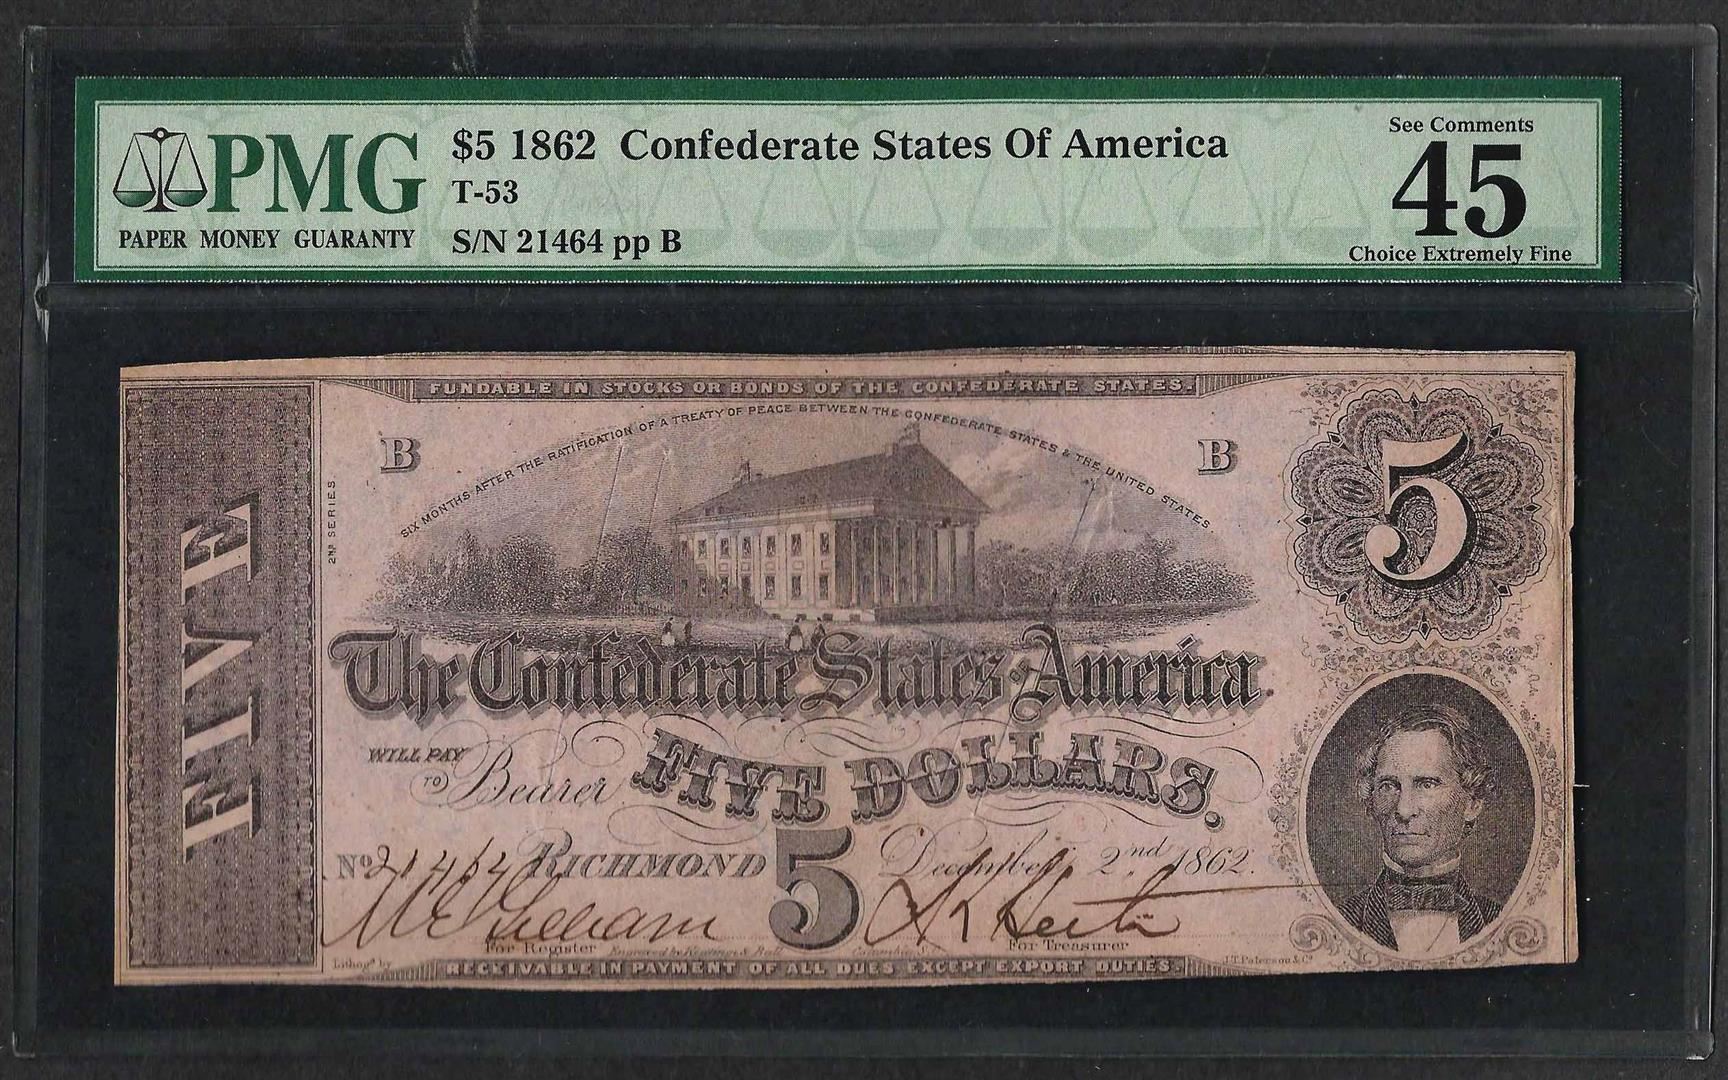 PMG
PAPER MONEY GUARANTY
$5 1862 Confederate States Of America
T-53
S/N 21464 pp B
See Comments
45
Choice Extremely Fine
FUNDABLE IN STOCKS OR BONDS OF THE CONFEDERATE STATES.
SIX MONTHS AFTER THE RATIFICATION OF A TREATY OF PEACE BETWEEN THE CONFEDERATE STATES & THE UNITED STATES
B
B
5
FIVE
2ND SERIES
The Confederate States of America.
WILL PAY
TO Bearer
FIVE DOLLARS.
No 21464 RICHMOND 5 December 2nd 1862.
For Register
For Treasurer
Lithog'd by
J.T. Paterson & Co
RECEIVABLE IN PAYMENT OF ALL DUES EXCEPT EXPORT DUTIES.